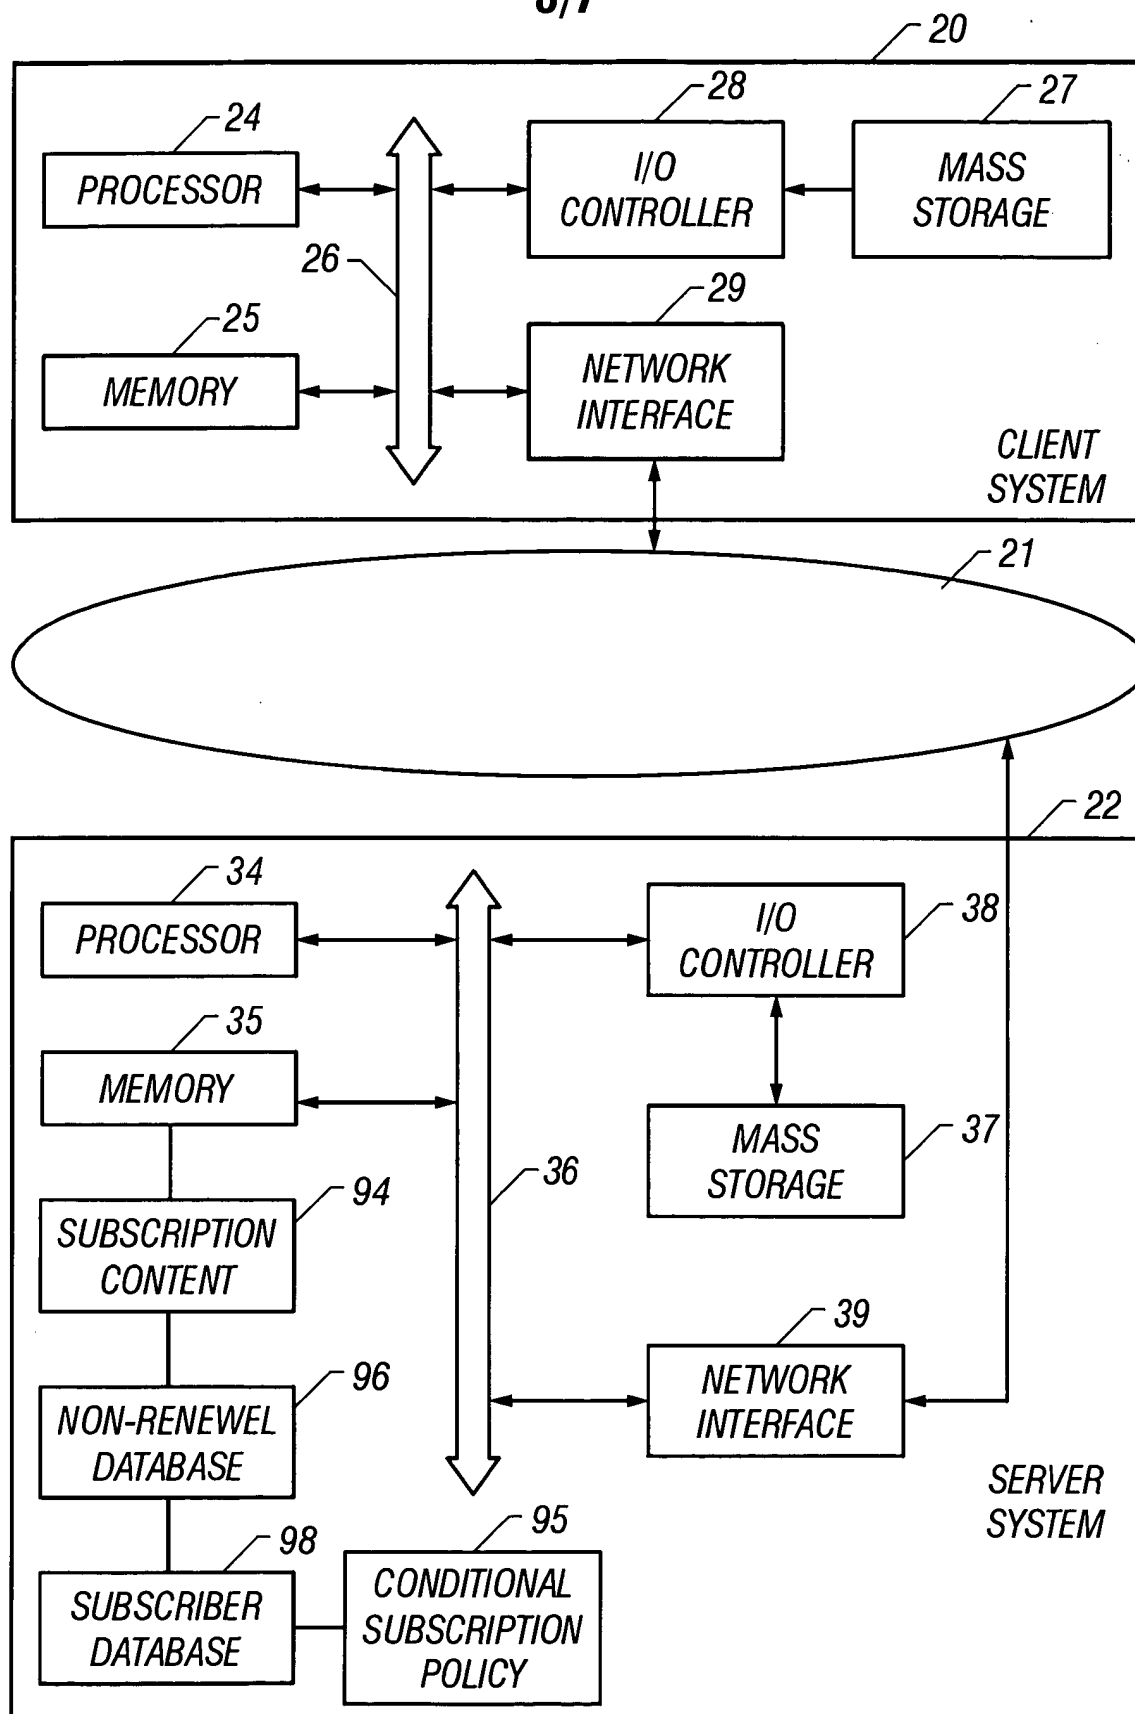 20
24
28
27
PROCESSOR
I/O
CONTROLLER
MASS
STORAGE
26
25
29
MEMORY
NETWORK
INTERFACE
CLIENT
SYSTEM
21
22
34
PROCESSOR
I/O
CONTROLLER
38
35
MEMORY
MASS
STORAGE
37
36
94
SUBSCRIPTION
CONTENT
39
NETWORK
INTERFACE
96
NON-RENEWEL
DATABASE
SERVER
SYSTEM
98
SUBSCRIBER
DATABASE
95
CONDITIONAL
SUBSCRIPTION
POLICY